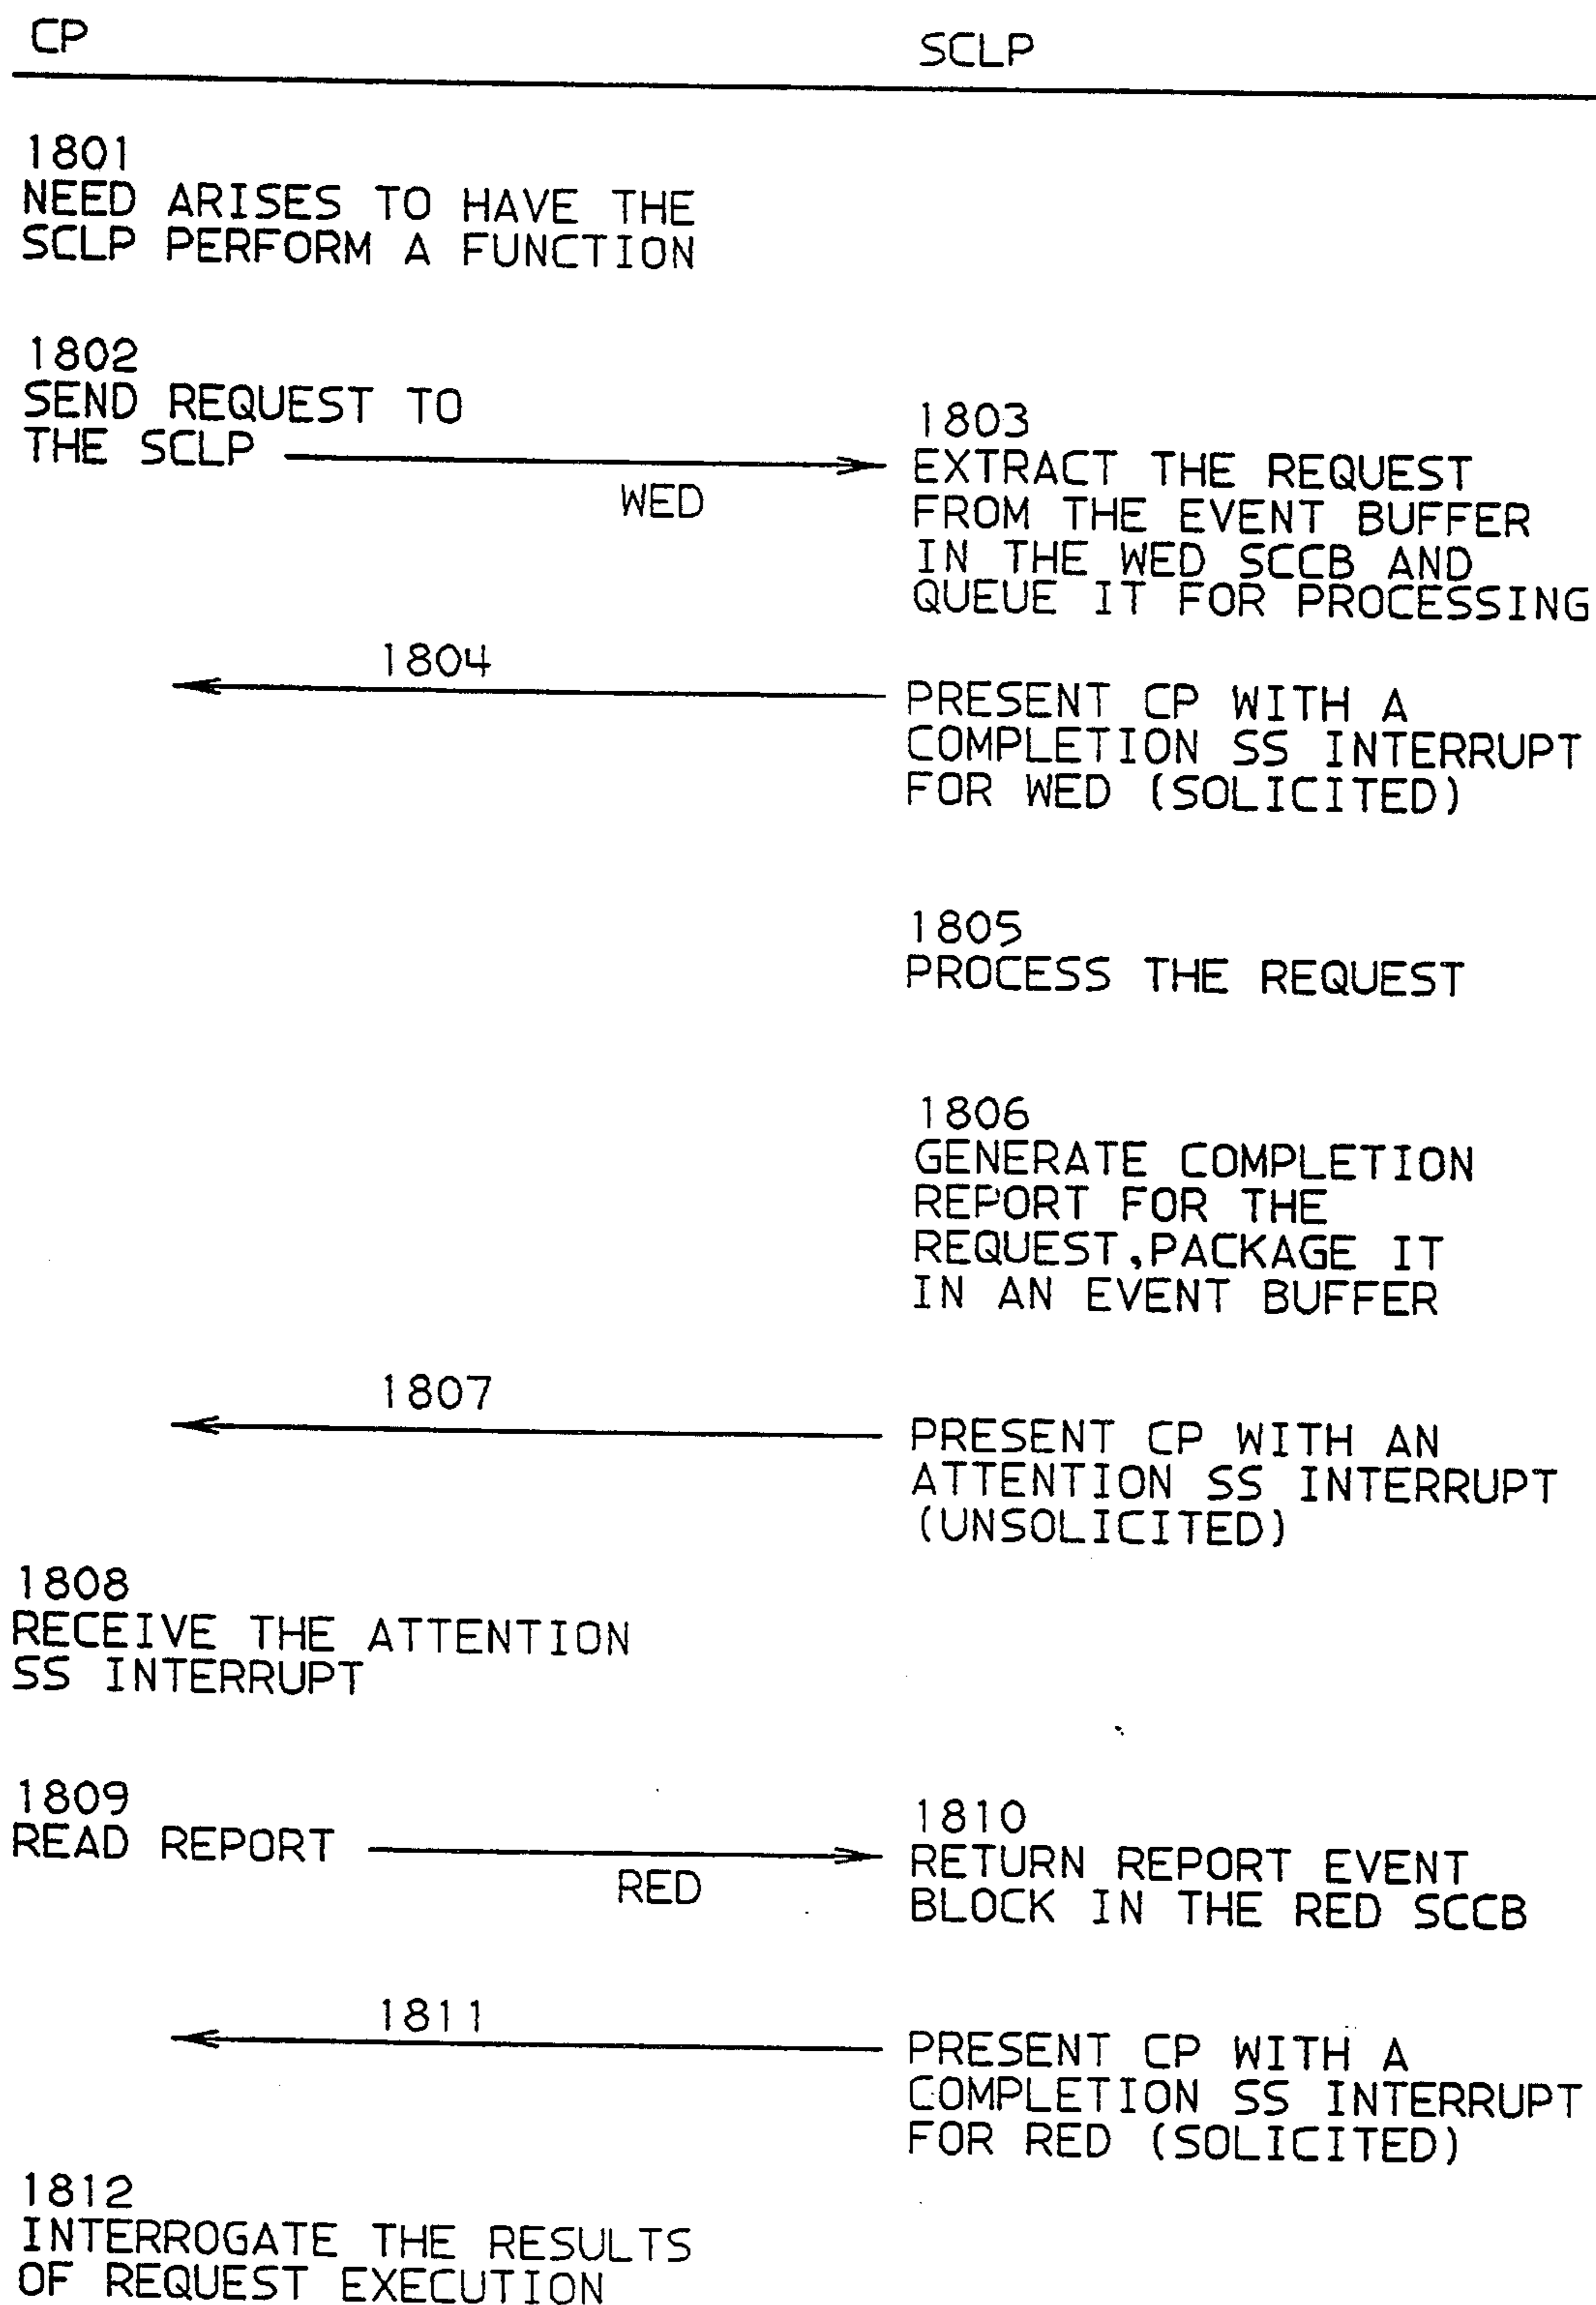 CP
SCLP
1801
NEED ARISES TO HAVE THE
SCLP PERFORM A FUNCTION
1802
SEND REQUEST TO
THE SCLP
WED
1803
EXTRACT THE REQUEST
FROM THE EVENT BUFFER
IN THE WED SCCB AND
QUEUE IT FOR PROCESSING
1804
PRESENT CP WITH A
COMPLETION SS INTERRUPT
FOR WED (SOLICITED)
1805
PROCESS THE REQUEST
1806
GENERATE COMPLETION
REPORT FOR THE
REQUEST,PACKAGE IT
IN AN EVENT BUFFER
1807
PRESENT CP WITH AN
ATTENTION SS INTERRUPT
(UNSOLICITED)
1808
RECEIVE THE ATTENTION
SS INTERRUPT
1809
READ REPORT
RED
1810
RETURN REPORT EVENT
BLOCK IN THE RED SCCB
1811
PRESENT CP WITH A
COMPLETION SS INTERRUPT
FOR RED (SOLICITED)
1812
INTERROGATE THE RESULTS
OF REQUEST EXECUTION